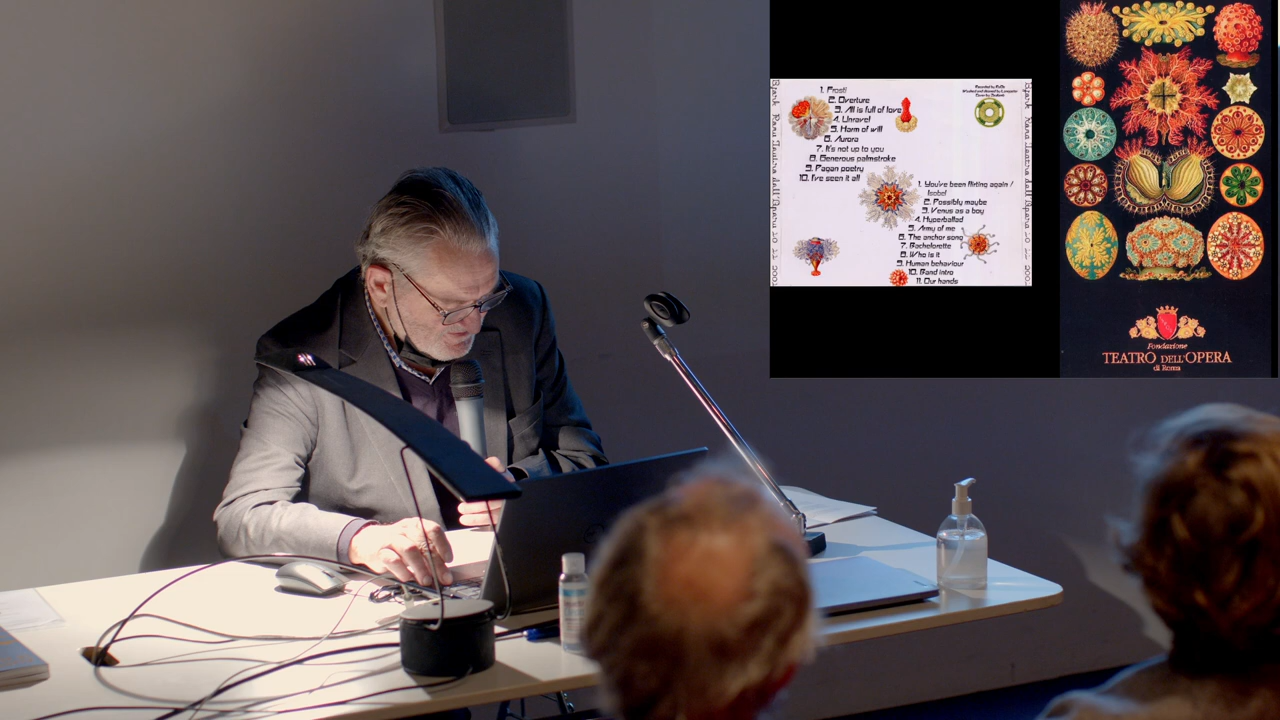 1. Frosti
2. Overture
3. All is full of love
4. Unravel
5. Harm of will
6. Aurora
7. It's not up to you
8. Generous palmstroke
9. Pagan poetry
10. I've seen it all
1. You've been flirting again /
Isobel
2. Possibly maybe
3. Venus as a boy
4. Hyperballad
5. Army of me
6. The anchor song
7. Bachelorette
8. Who is it
9. Human behaviour
10. Band intro
11. Our hands
Fondazione
TEATRO DELL'OPERA
di Roma